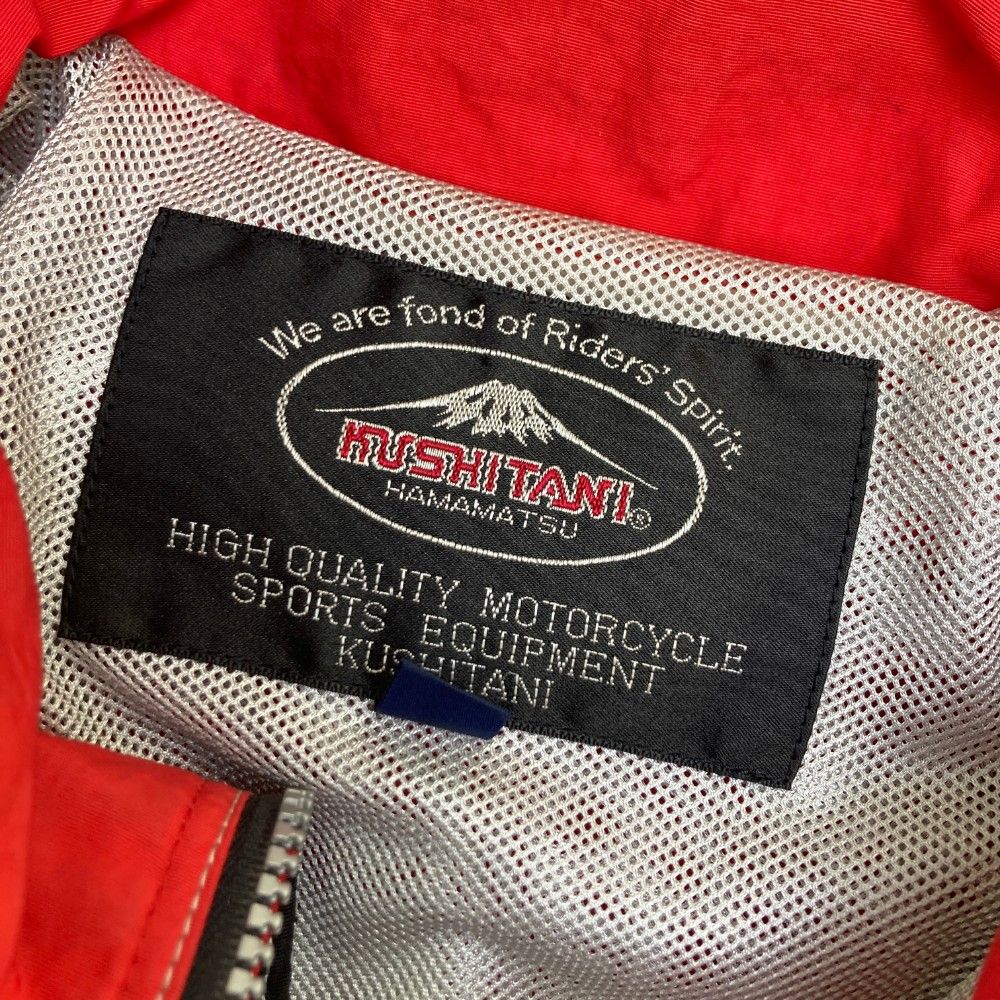 We are fond of Riders' Spirit.
KUSHITANI®
HAMAMATSU
HIGH QUALITY MOTORCYCLE
SPORTS EQUIPMENT
KUSHITANI